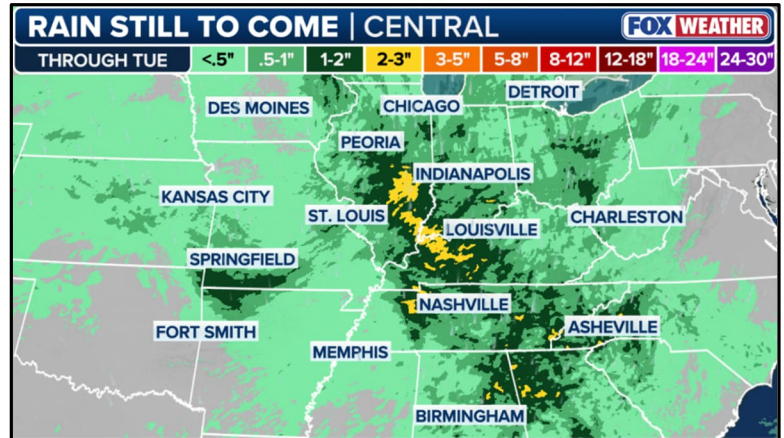 RAIN STILL TO COME | CENTRAL
FOX WEATHER
THROUGH TUE
<.5" .5-1" 1-2" 2-3" 3-5" 5-8" 8-12" 12-18" 18-24" 24-30"
DETROIT
DES MOINES
CHICAGO
PEORIA
INDIANAPOLIS
KANSAS CITY
ST. LOUIS
LOUISVILLE
CHARLESTON
SPRINGFIELD
NASHVILLE
FORT SMITH
ASHEVILLE
MEMPHIS
BIRMINGHAM